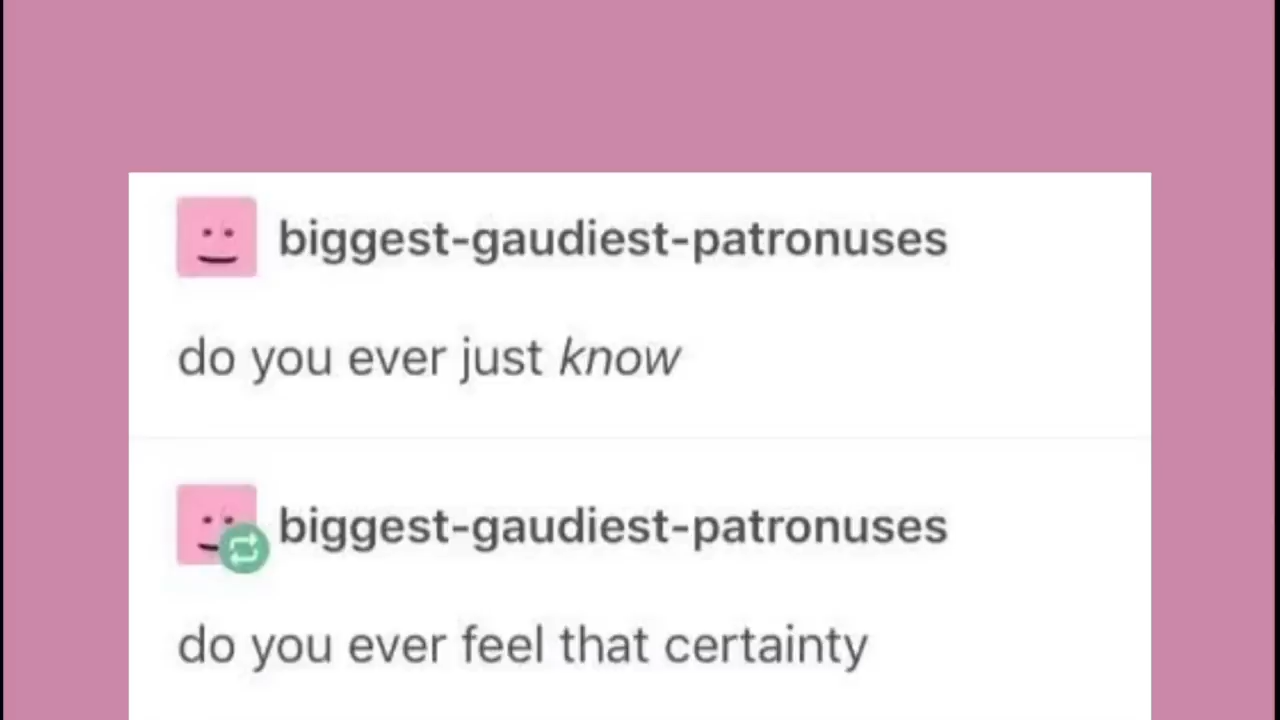 biggest-gaudiest-patronuses
do you ever just know
biggest-gaudiest-patronuses
do you ever feel that certainty